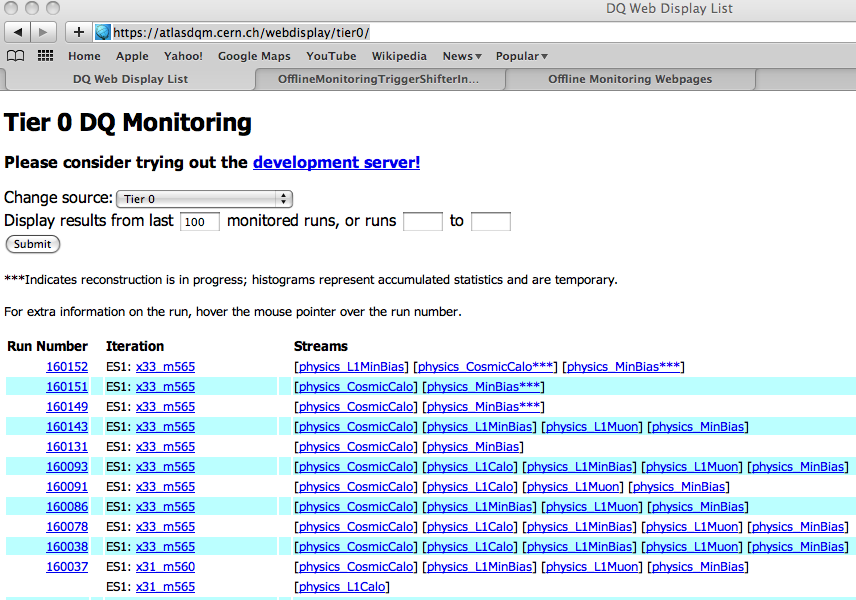 DQ Web Display List
https://atlasdqm.cern.ch/webdisplay/tier0/
Home Apple Yahoo! Google Maps YouTube Wikipedia News▾ Popular▾
DQ Web Display List OfflineMonitoringTriggerShifterIn... Offline Monitoring Webpages
Tier 0 DQ Monitoring
Please consider trying out the development server!
Change source: Tier 0
Display results from last 100 monitored runs, or runs to
Submit
***Indicates reconstruction is in progress; histograms represent accumulated statistics and are temporary.
For extra information on the run, hover the mouse pointer over the run number.
Run Number Iteration Streams
160152 ES1: x33_m565 [physics_L1MinBias] [physics_CosmicCalo***] [physics_MinBias***]
160151 ES1: x33_m565 [physics_CosmicCalo] [physics_MinBias***]
160149 ES1: x33_m565 [physics_CosmicCalo] [physics_MinBias***]
160143 ES1: x33_m565 [physics_CosmicCalo] [physics_L1MinBias] [physics_L1Muon] [physics_MinBias]
160131 ES1: x33_m565 [physics_CosmicCalo] [physics_MinBias]
160093 ES1: x33_m565 [physics_CosmicCalo] [physics_L1Calo] [physics_L1MinBias] [physics_L1Muon] [physics_MinBias]
160091 ES1: x33_m565 [physics_CosmicCalo] [physics_L1Calo] [physics_L1Muon] [physics_MinBias]
160086 ES1: x33_m565 [physics_CosmicCalo] [physics_L1MinBias] [physics_L1Muon] [physics_MinBias]
160078 ES1: x33_m565 [physics_CosmicCalo] [physics_L1Calo] [physics_L1MinBias] [physics_L1Muon] [physics_MinBias]
160038 ES1: x33_m565 [physics_CosmicCalo] [physics_L1Calo] [physics_L1MinBias] [physics_L1Muon] [physics_MinBias]
160037 ES1: x31_m560 [physics_CosmicCalo] [physics_L1MinBias] [physics_L1Muon] [physics_MinBias]
ES1: x31_m565 [physics_L1Calo]